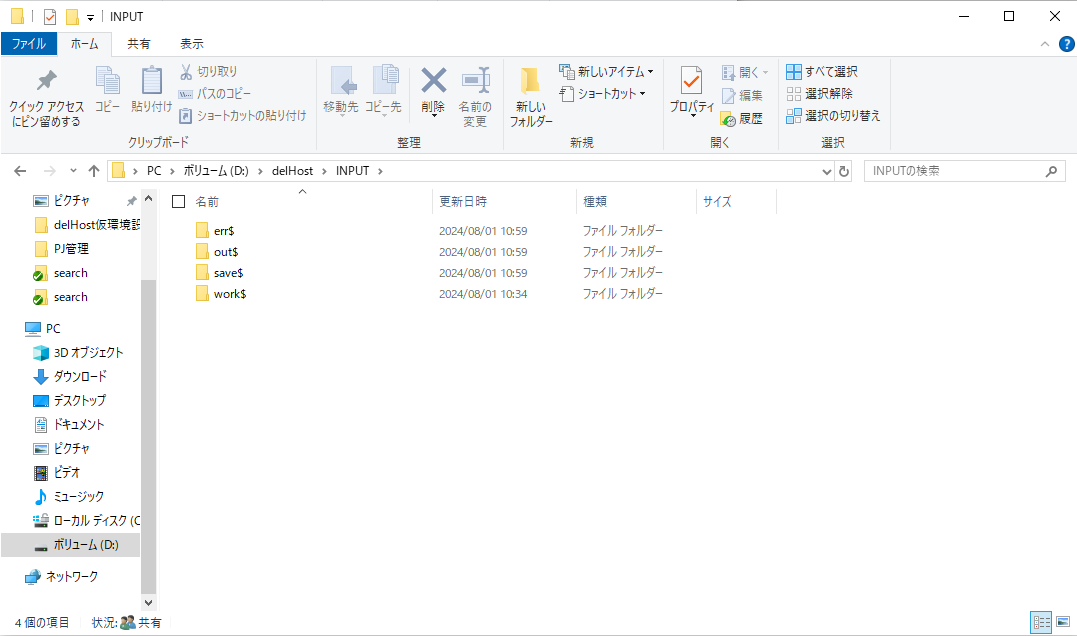 INPUT
ファイル ホーム 共有 表示
クイック アクセスにピン留めする
コピー
貼り付け
切り取り
パスのコピー
ショートカットの貼り付け
クリップボード
移動先
コピー先
削除
名前の変更
整理
新しいフォルダー
新しいアイテム
ショートカット
新規
プロパティ
開く
編集
履歴
開く
すべて選択
選択解除
選択の切り替え
選択
PC > ボリューム (D:) > delHost > INPUT >
INPUTの検索
ピクチャ
delHost仮環境設
PJ管理
search
search
PC
3D オブジェクト
ダウンロード
デスクトップ
ドキュメント
ピクチャ
ビデオ
ミュージック
ローカル ディスク (C
ボリューム (D:)
ネットワーク
名前 更新日時 種類 サイズ
err$ 2024/08/01 10:59 ファイル フォルダー
out$ 2024/08/01 10:59 ファイル フォルダー
save$ 2024/08/01 10:59 ファイル フォルダー
work$ 2024/08/01 10:34 ファイル フォルダー
4 個の項目 状況: 共有